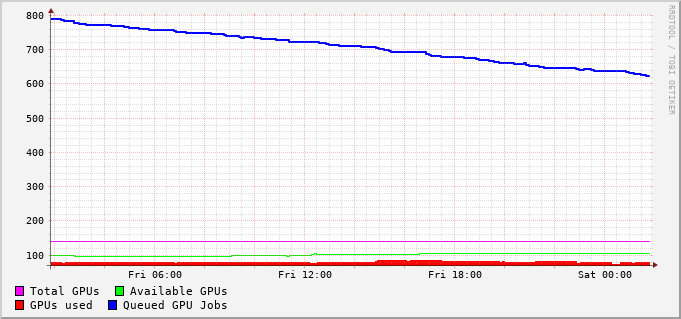 800
700
600
500
400
300
200
100
Fri 06:00 Fri 12:00 Fri 18:00 Sat 00:00
Total GPUs Available GPUs
GPUs used Queued GPU Jobs
RRDTOOL / TOBI OETIKER